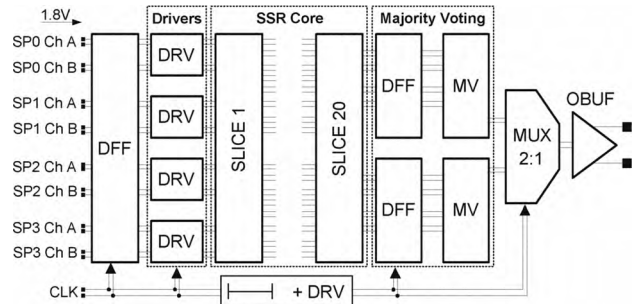 1.8V
Drivers
SSR Core
Majority Voting
SP0 Ch A
SP0 Ch B
SP1 Ch A
SP1 Ch B
SP2 Ch A
SP2 Ch B
SP3 Ch A
SP3 Ch B
CLK
DFF
DRV
DRV
DRV
DRV
SLICE 1
SLICE 20
DFF
MV
DFF
MV
MUX
2:1
OBUF
+ DRV